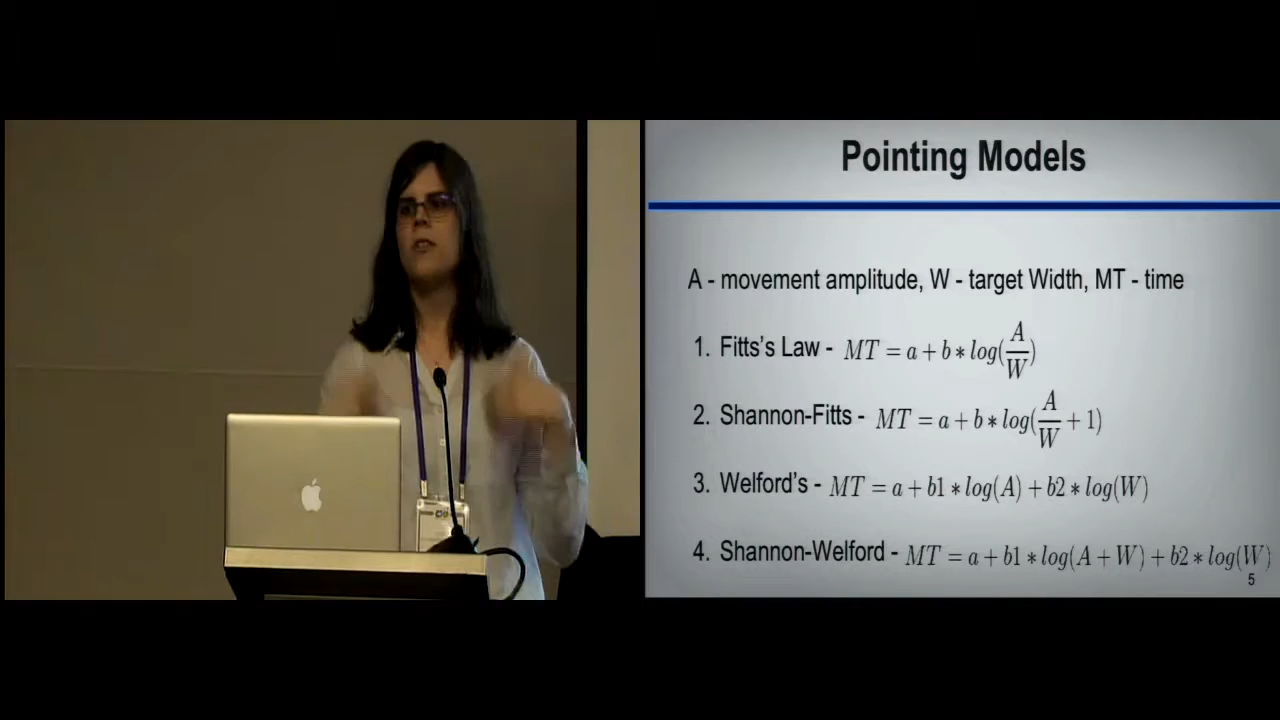 Pointing Models
A - movement amplitude, W - target Width, MT - time
1. Fitts's Law - MT = a + b * log(A/W)
2. Shannon-Fitts - MT = a + b * log(A/W + 1)
3. Welford's - MT = a + b1 * log(A) + b2 * log(W)
4. Shannon-Welford - MT = a + b1 * log(A + W) + b2 * log(W)
5